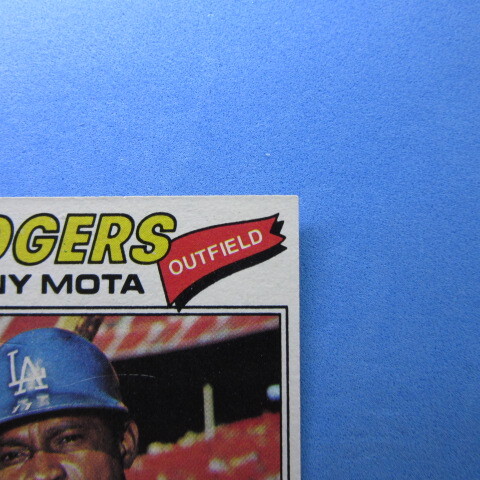 DGERS
NY MOTA
OUTFIELD
LA